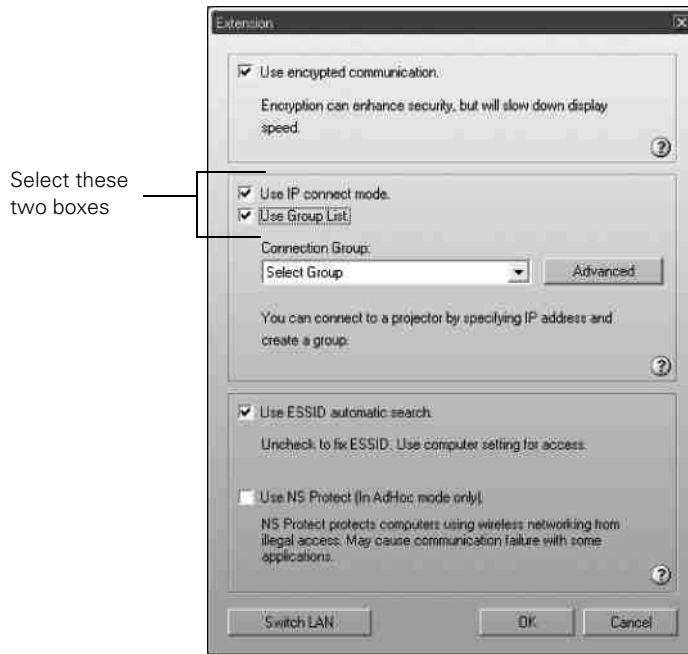 Extension
Use encrypted communication.
Encryption can enhance security, but will slow down display
speed.
Select these
two boxes
Use IP connect mode.
Use Group List.
Connection Group:
Select Group
Advanced
You can connect to a projector by specifying IP address and
create a group.
Use ESSID automatic search.
Uncheck to fix ESSID. Use computer setting for access.
Use NS Protect (In AdHoc mode only).
NS Protect protects computers using wireless networking from
illegal access. May cause communication failure with some
applications.
Switch LAN
OK
Cancel